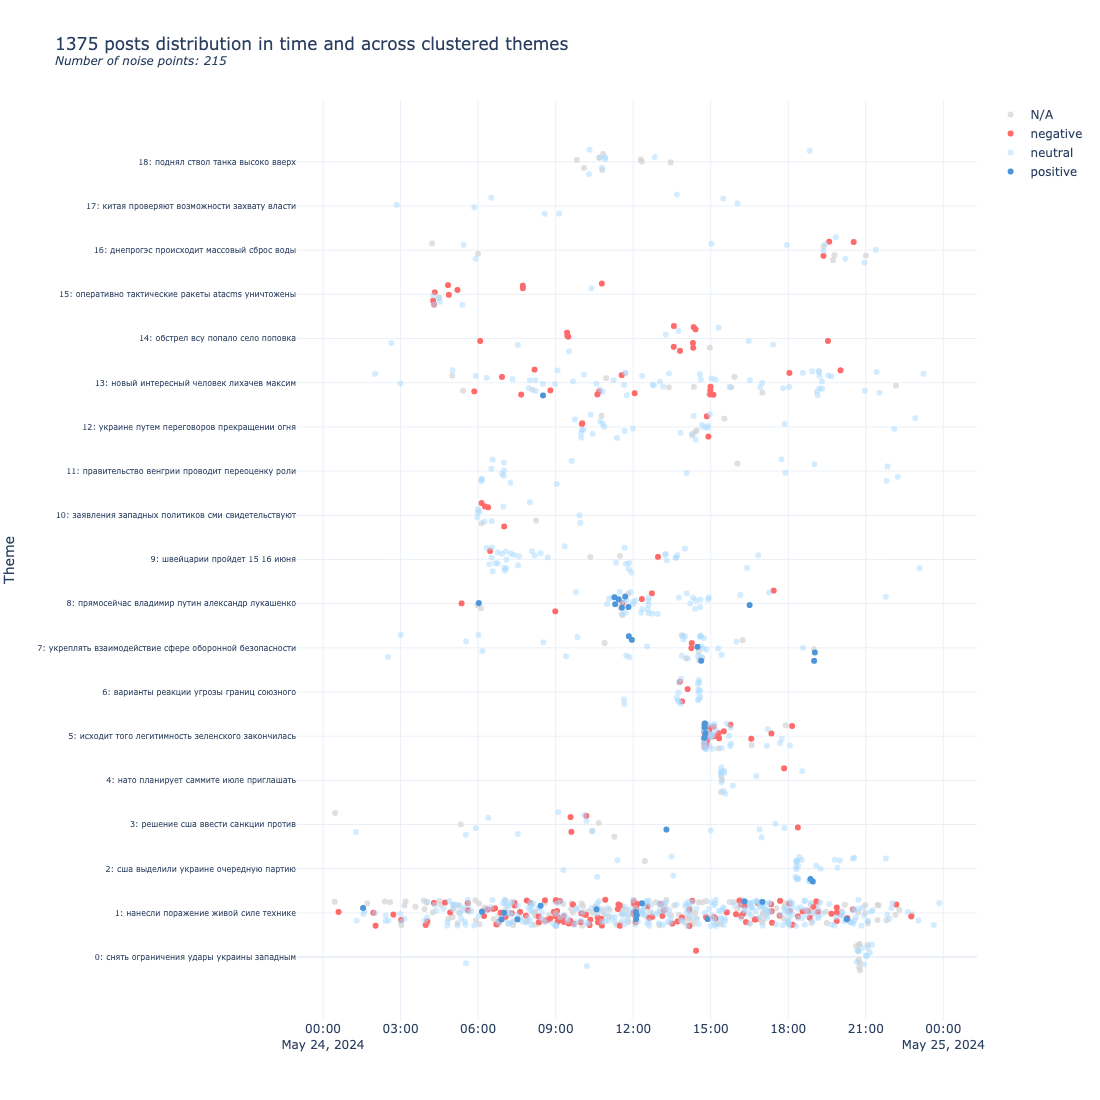 1375 posts distribution in time and across clustered themes
Number of noise points: 215
N/A
negative
neutral
positive
Theme
18: поднял ствол танка высоко вверх
17: китая проверяют возможности захвату власти
16: днепрогэс происходит массовый сброс воды
15: оперативно тактические ракеты atacms уничтожены
14: обстрел всу попало село поповка
13: новый интересный человек лихачев максим
12: украине путем переговоров прекращении огня
11: правительство венгрии проводит переоценку роли
10: заявления западных политиков сми свидетельствуют
9: швейцарии пройдет 15 16 июня
8: прямосейчас владимир путин александр лукашенко
7: укреплять взаимодействие сфере оборонной безопасности
6: варианты реакции угрозы границ союзного
5: исходит того легитимность зеленского закончилась
4: нато планирует саммите июле приглашать
3: решение сша ввести санкции против
2: сша выделили украине очередную партию
1: нанесли поражение живой силе технике
0: снять ограничения удары украины западным
00:00 03:00 06:00 09:00 12:00 15:00 18:00 21:00 00:00
May 24, 2024 May 25, 2024